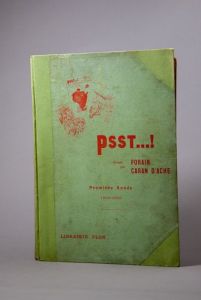 PSST...!
FORAIN
CARAN D'ACHE
Première Année
LIBRAIRIE PLON